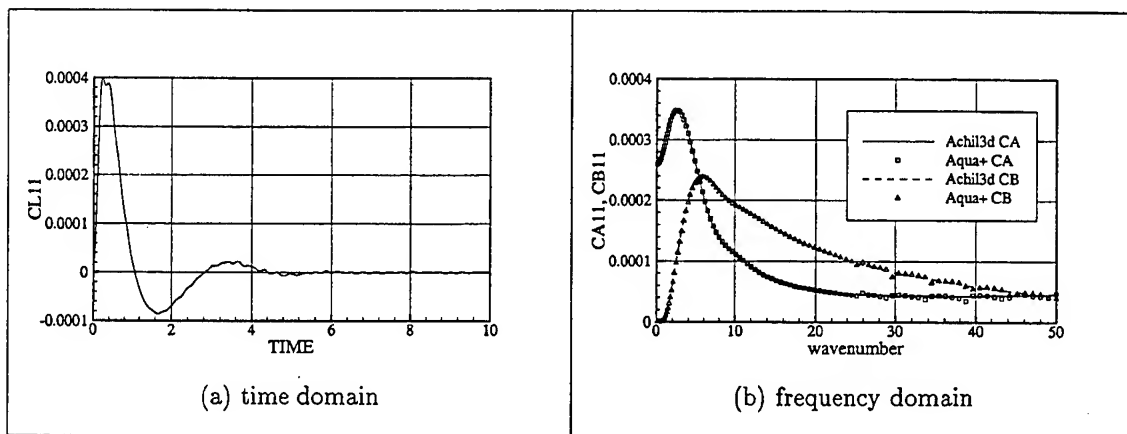 0.0004
0.0003
0.0002
0.0001
0
-0.0001
CL11
0 2 4 6 8 10
TIME
(a) time domain
0.0004
0.0003
0.0002
0.0001
0
CA11, CB11
Achil3d CA
Aqua+ CA
Achil3d CB
Aqua+ CB
0 10 20 30 40 50
wavenumber
(b) frequency domain